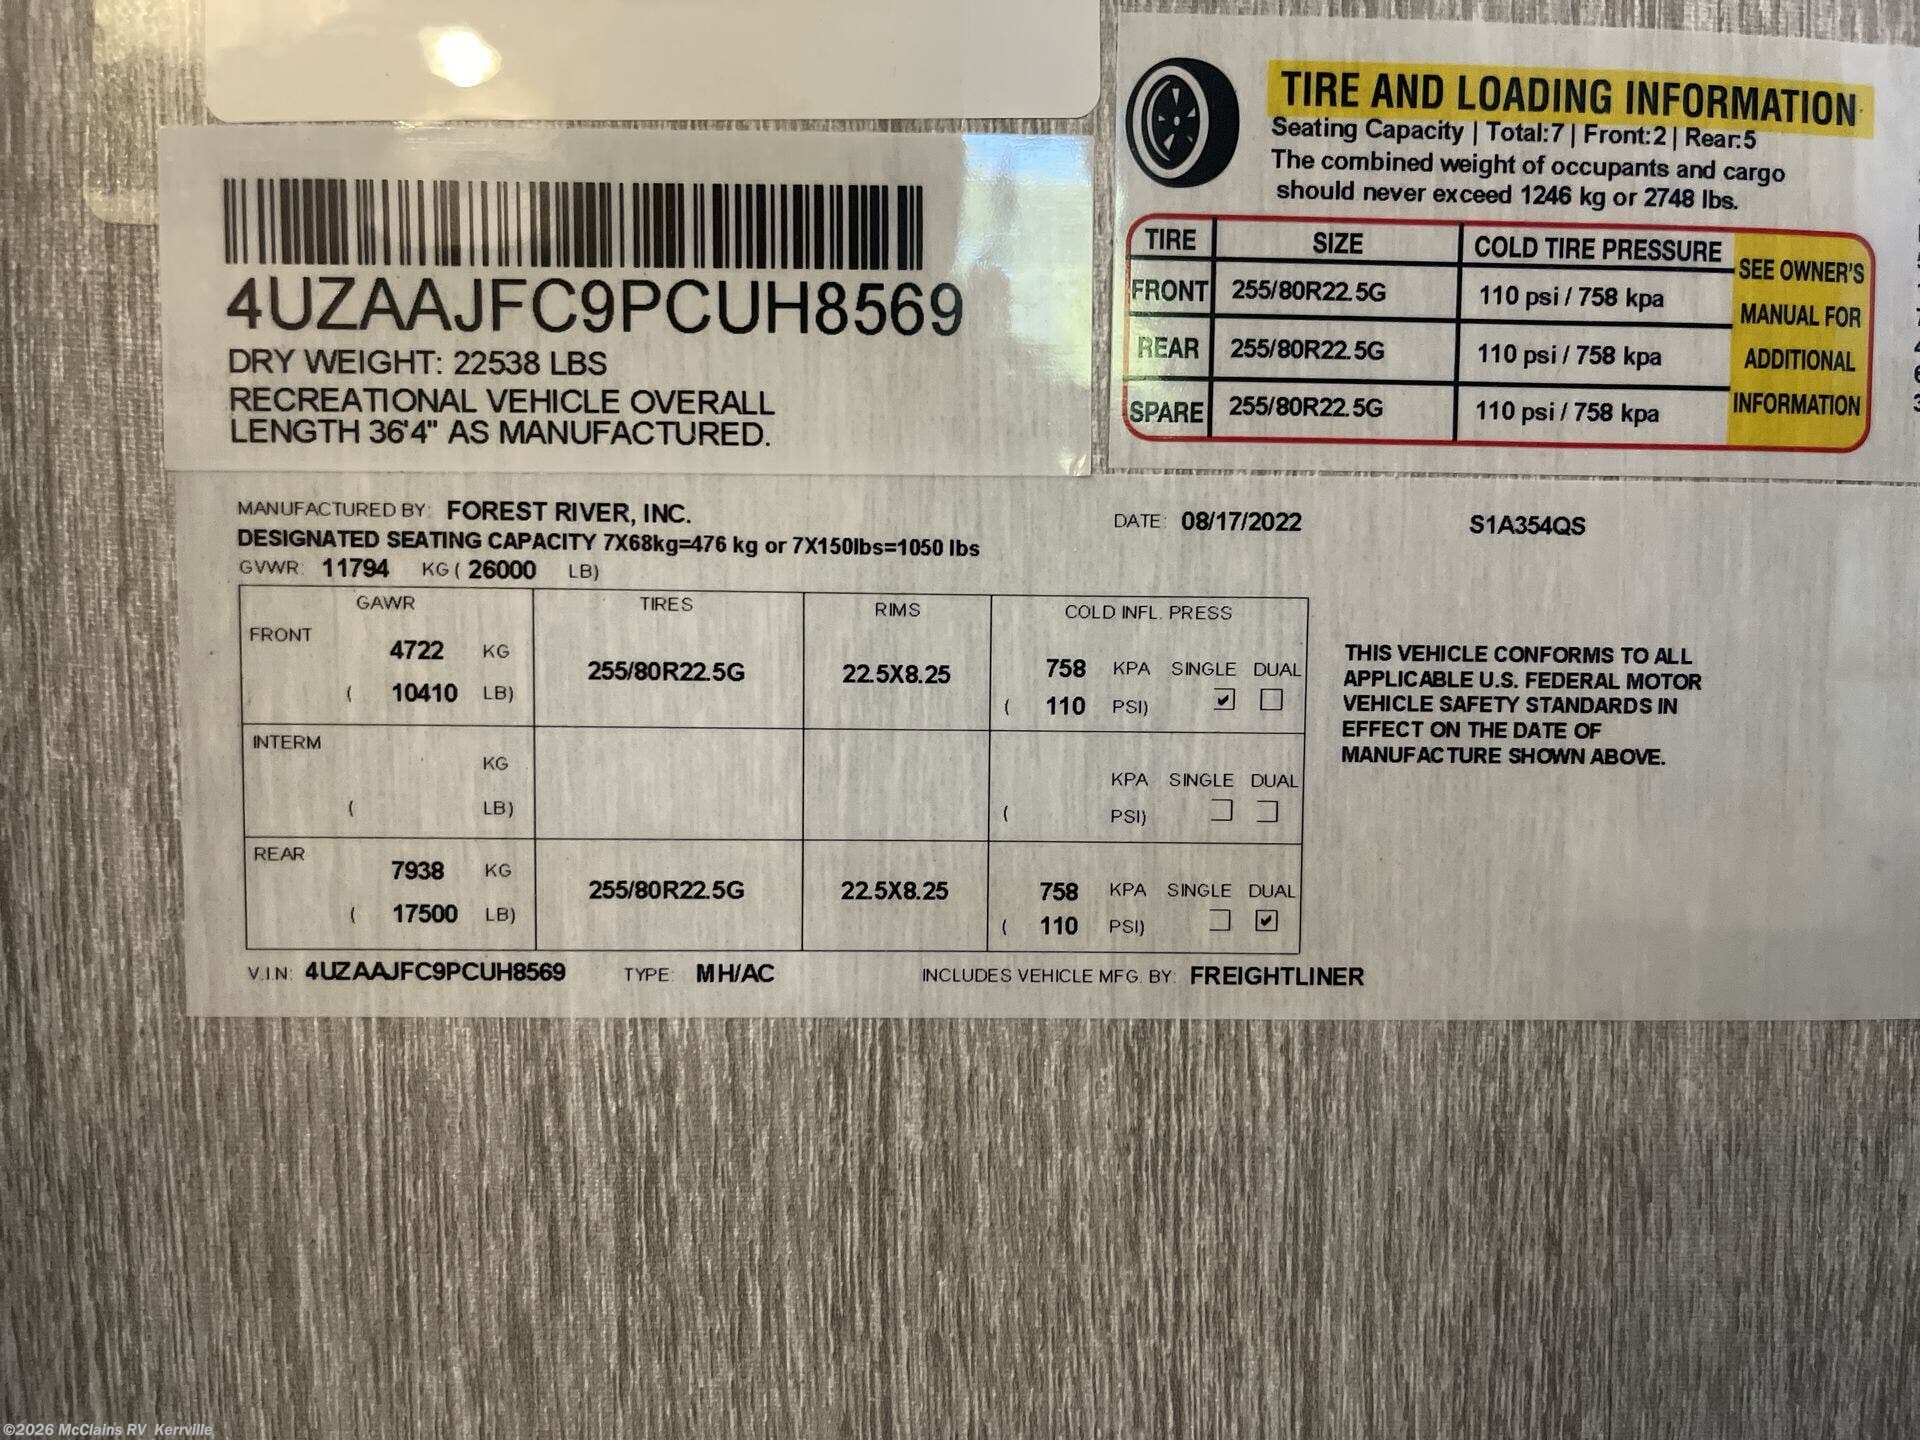 4UZAAJFC9PCUH8569
DRY WEIGHT: 22538 LBS
RECREATIONAL VEHICLE OVERALL
LENGTH 36'4" AS MANUFACTURED.
TIRE AND LOADING INFORMATION
Seating Capacity | Total:7 | Front:2 | Rear:5
The combined weight of occupants and cargo
should never exceed 1246 kg or 2748 lbs.
TIRE SIZE COLD TIRE PRESSURE
FRONT 255/80R22.5G 110 psi / 758 kpa
REAR 255/80R22.5G 110 psi / 758 kpa
SPARE 255/80R22.5G 110 psi / 758 kpa
SEE OWNER'S
MANUAL FOR
ADDITIONAL
INFORMATION
MANUFACTURED BY: FOREST RIVER, INC. DATE: 08/17/2022 S1A354QS
DESIGNATED SEATING CAPACITY 7X68kg=476 kg or 7X150lbs=1050 lbs
GVWR: 11794 KG ( 26000 LB)
GAWR TIRES RIMS COLD INFL. PRESS
FRONT
4722 KG 255/80R22.5G 22.5X8.25 758 KPA SINGLE DUAL
( 10410 LB) ( 110 PSI)
INTERM
KG KPA SINGLE DUAL
( LB) ( PSI)
REAR
7938 KG 255/80R22.5G 22.5X8.25 758 KPA SINGLE DUAL
( 17500 LB) ( 110 PSI)
THIS VEHICLE CONFORMS TO ALL
APPLICABLE U.S. FEDERAL MOTOR
VEHICLE SAFETY STANDARDS IN
EFFECT ON THE DATE OF
MANUFACTURE SHOWN ABOVE.
V.I.N: 4UZAAJFC9PCUH8569 TYPE: MH/AC INCLUDES VEHICLE MFG. BY: FREIGHTLINER
©2026 McClains RV Kerrville